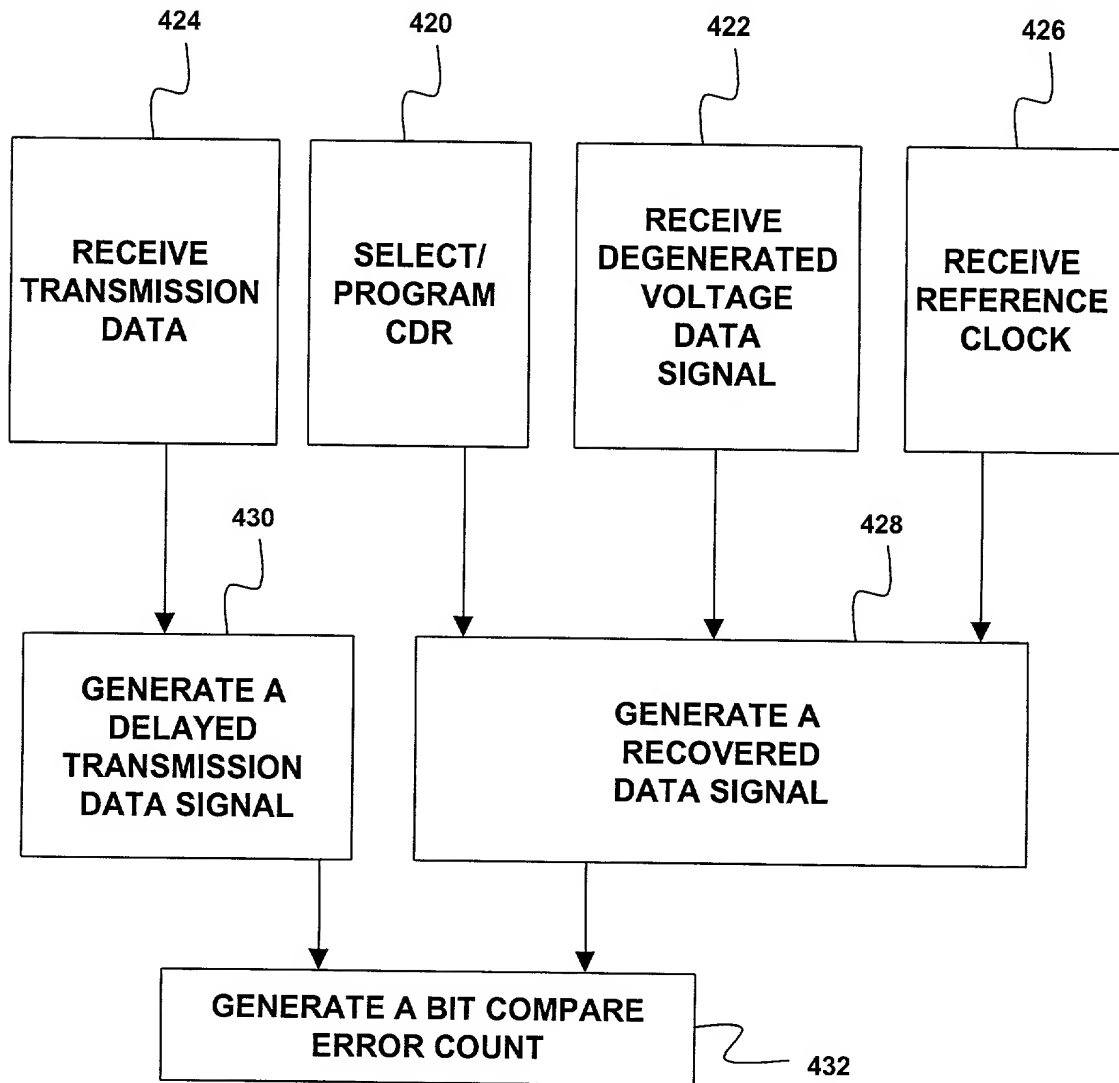 424
420
422
426
RECEIVE
TRANSMISSION
DATA
SELECT/
PROGRAM
CDR
RECEIVE
DEGENERATED
VOLTAGE
DATA
SIGNAL
RECEIVE
REFERENCE
CLOCK
430
428
GENERATE A
DELAYED
TRANSMISSION
DATA SIGNAL
GENERATE A
RECOVERED
DATA SIGNAL
GENERATE A BIT COMPARE
ERROR COUNT
432